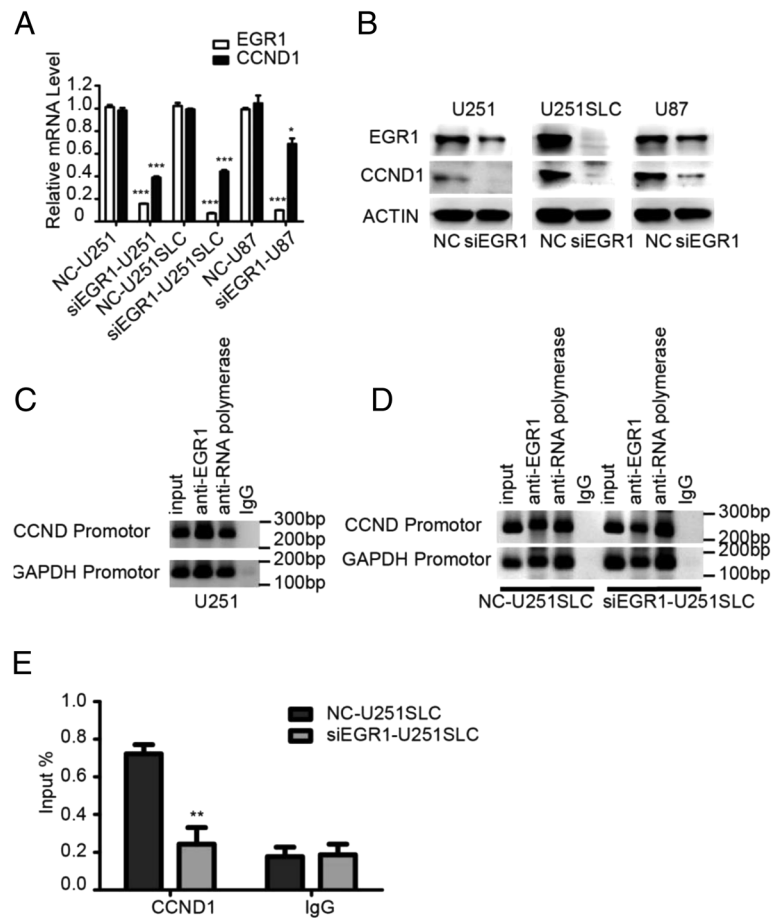 A
EGR1
CCND1
Relative mRNA Level
1.2
1.0
0.8
0.6
0.4
0.2
0
***
***
***
***
***
*
NC-U251
siEGR1-U251
NC-U251SLC
siEGR1-U251SLC
NC-U87
siEGR1-U87
B
U251 U251SLC U87
EGR1
CCND1
ACTIN
NC siEGR1 NC siEGR1 NC siEGR1
C
input
anti-EGR1
anti-RNA polymerase
IgG
CCND Promotor
300bp
200bp
GAPDH Promotor
200bp
100bp
U251
D
input
anti-EGR1
anti-RNA polymerase
IgG
input
anti-EGR1
anti-RNA polymerase
IgG
CCND Promotor
300bp
200bp
GAPDH Promotor
200bp
100bp
NC-U251SLC siEGR1-U251SLC
E
Input %
1.0
0.8
0.6
0.4
0.2
0.0
NC-U251SLC
siEGR1-U251SLC
**
CCND1 IgG